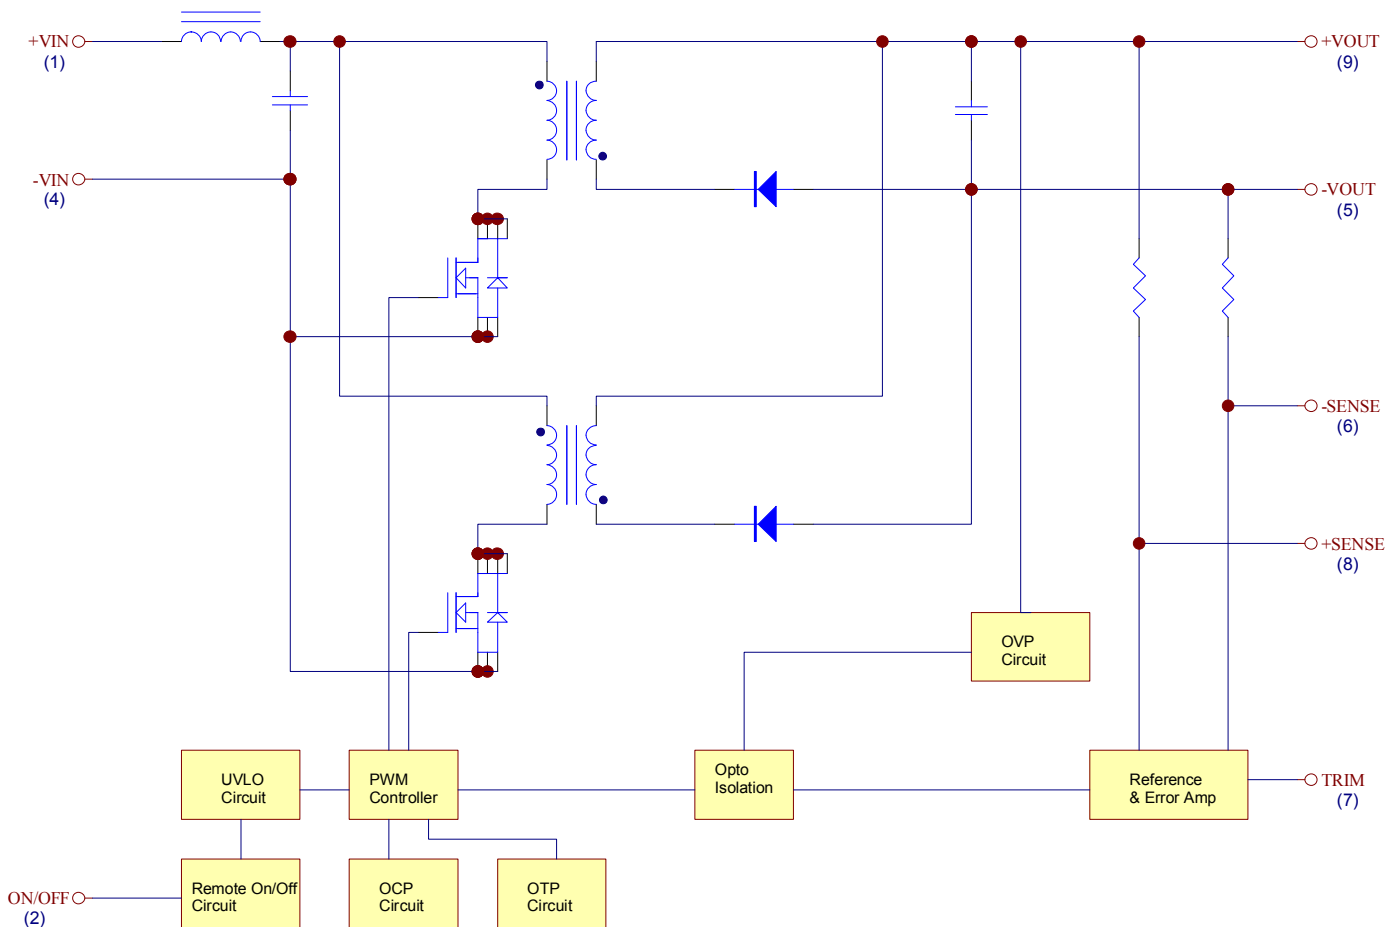 +VIN
(1)
+VOUT
(9)
-VIN
(4)
-VOUT
(5)
-SENSE
(6)
+SENSE
(8)
OVP
Circuit
UVLO
Circuit
PWM
Controller
Opto
Isolation
Reference
& Error Amp
TRIM
(7)
ON/OFF
(2)
Remote On/Off
Circuit
OCP
Circuit
OTP
Circuit